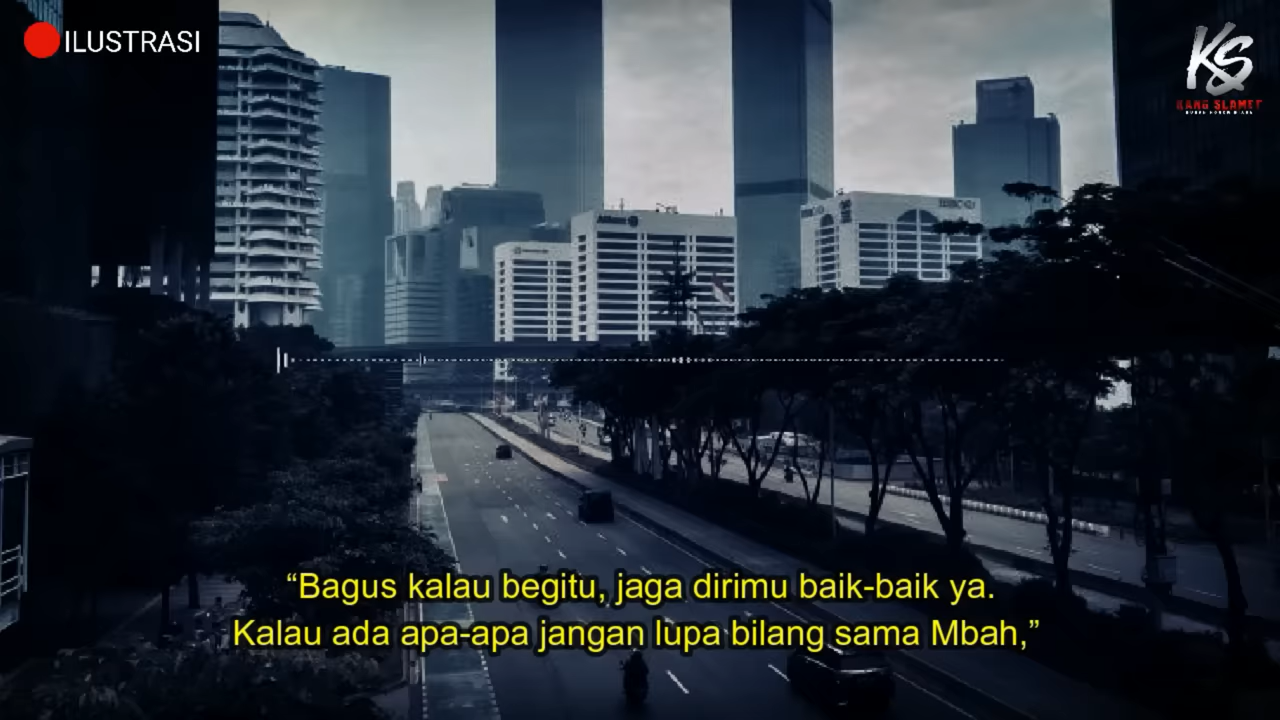 ILUSTRASI
KS
KANG SLAMET
Allianz
“Bagus kalau begitu, jaga dirimu baik-baik ya.
Kalau ada apa-apa jangan lupa bilang sama Mbah,”